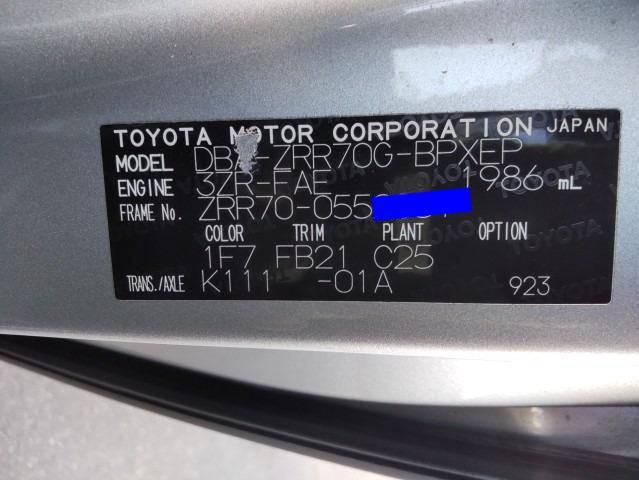 TOYOTA MOTOR CORPORATION JAPAN
MODEL DBA-ZRR70G-BPXEP
ENGINE 3ZR-FAE 1986 mL
FRAME No. ZRR70-055
COLOR TRIM PLANT OPTION
1F7 FB21 C25
TRANS./AXLE K111 -01A 923